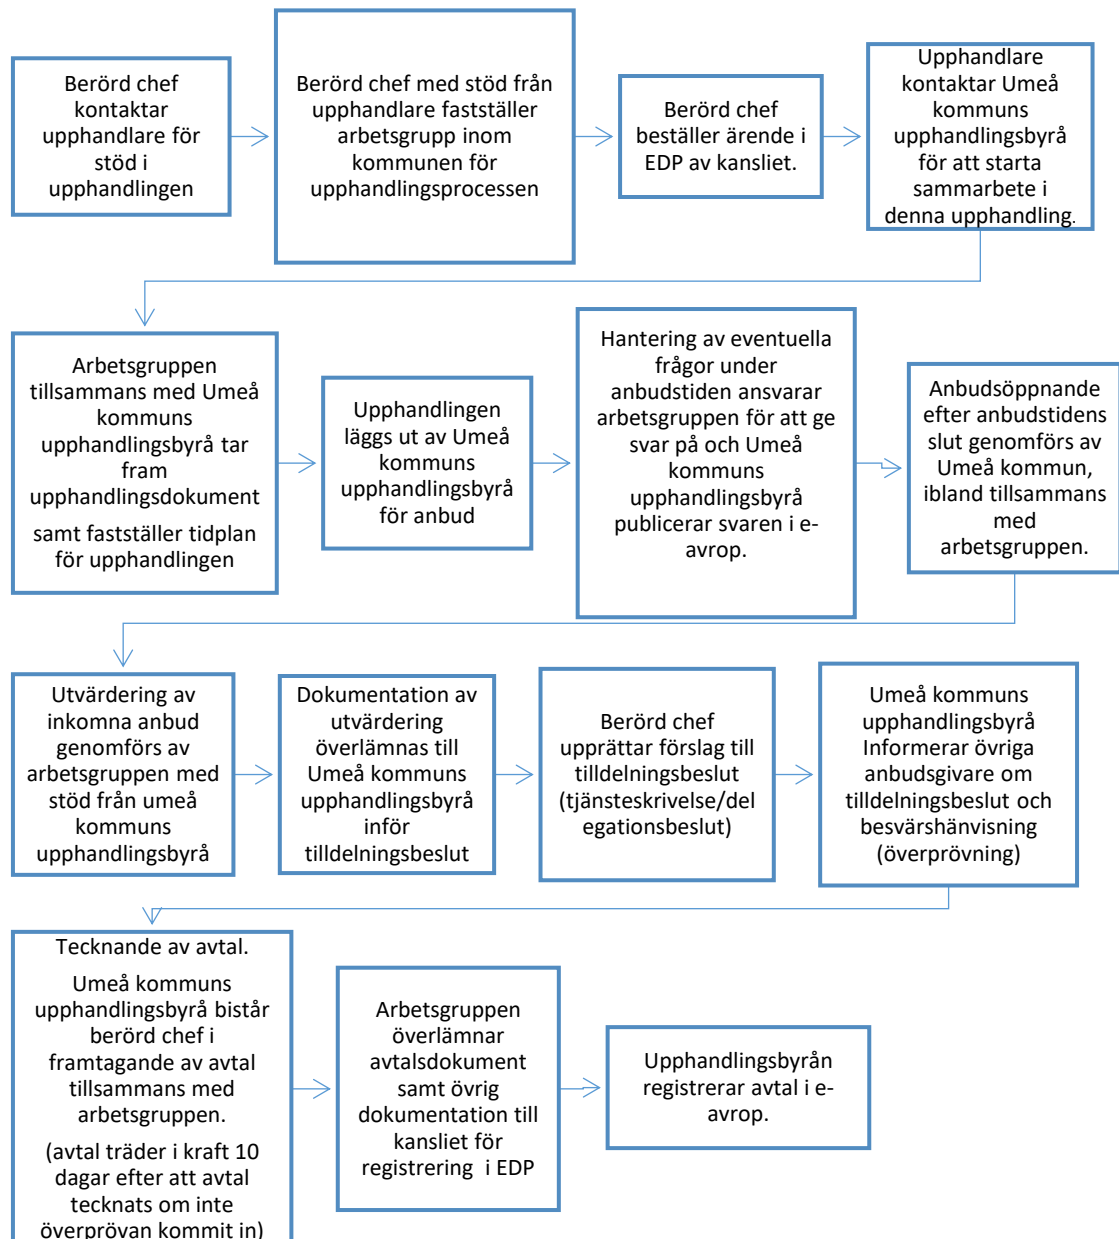 Berörd chef
kontaktar
upphandlare för
stöd i
upphandlingen
Berörd chef med stöd från
upphandlare fastställer
arbetsgrupp inom
kommunen för
upphandlingsprocessen
Berörd chef
beställer ärende i
EDP av kansliet.
Upphandlare
kontaktar Umeå
kommuns
upphandlingsbyrå
för att starta
sammarbete i
denna upphandling.
Arbetsgruppen
tillsammans med Umeå
kommuns
upphandlingsbyrå tar
fram
upphandlingsdokument
samt fastställer tidplan
för upphandlingen
Upphandlingen
läggs ut av Umeå
kommuns
upphandlingsbyrå
för anbud
Hantering av eventuella
frågor under
anbudstiden ansvarar
arbetsgruppen för att ge
svar på och Umeå
kommuns
upphandlingsbyrå
publicerar svaren i e-
avrop.
Anbudsöppnande
efter anbudstidens
slut genomförs av
Umeå kommun,
ibland tillsammans
med
arbetsgruppen.
Utvärdering av
inkomna anbud
genomförs av
arbetsgruppen med
stöd från umeå
kommuns
upphandlingsbyrå
Dokumentation av
utvärdering
överlämnas till
Umeå kommuns
upphandlingsbyrå
inför
tilldelningsbeslut
Berörd chef
upprättar förslag till
tilldelningsbeslut
(tjänsteskrivelse/del
egationsbeslut)
Umeå kommuns
upphandlingsbyrå
Informerar övriga
anbudsgivare om
tilldelningsbeslut och
besvärshänvisning
(överprövning)
Tecknande av avtal.
Umeå kommuns
upphandlingsbyrå bistår
berörd chef i
framtagande av avtal
tillsammans med
arbetsgruppen.
(avtal träder i kraft 10
dagar efter att avtal
tecknats om inte
överprövan kommit in)
Arbetsgruppen
överlämnar
avtalsdokument
samt övrig
dokumentation till
kansliet för
registrering i EDP
Upphandlingsbyrån
registrerar avtal i e-
avrop.